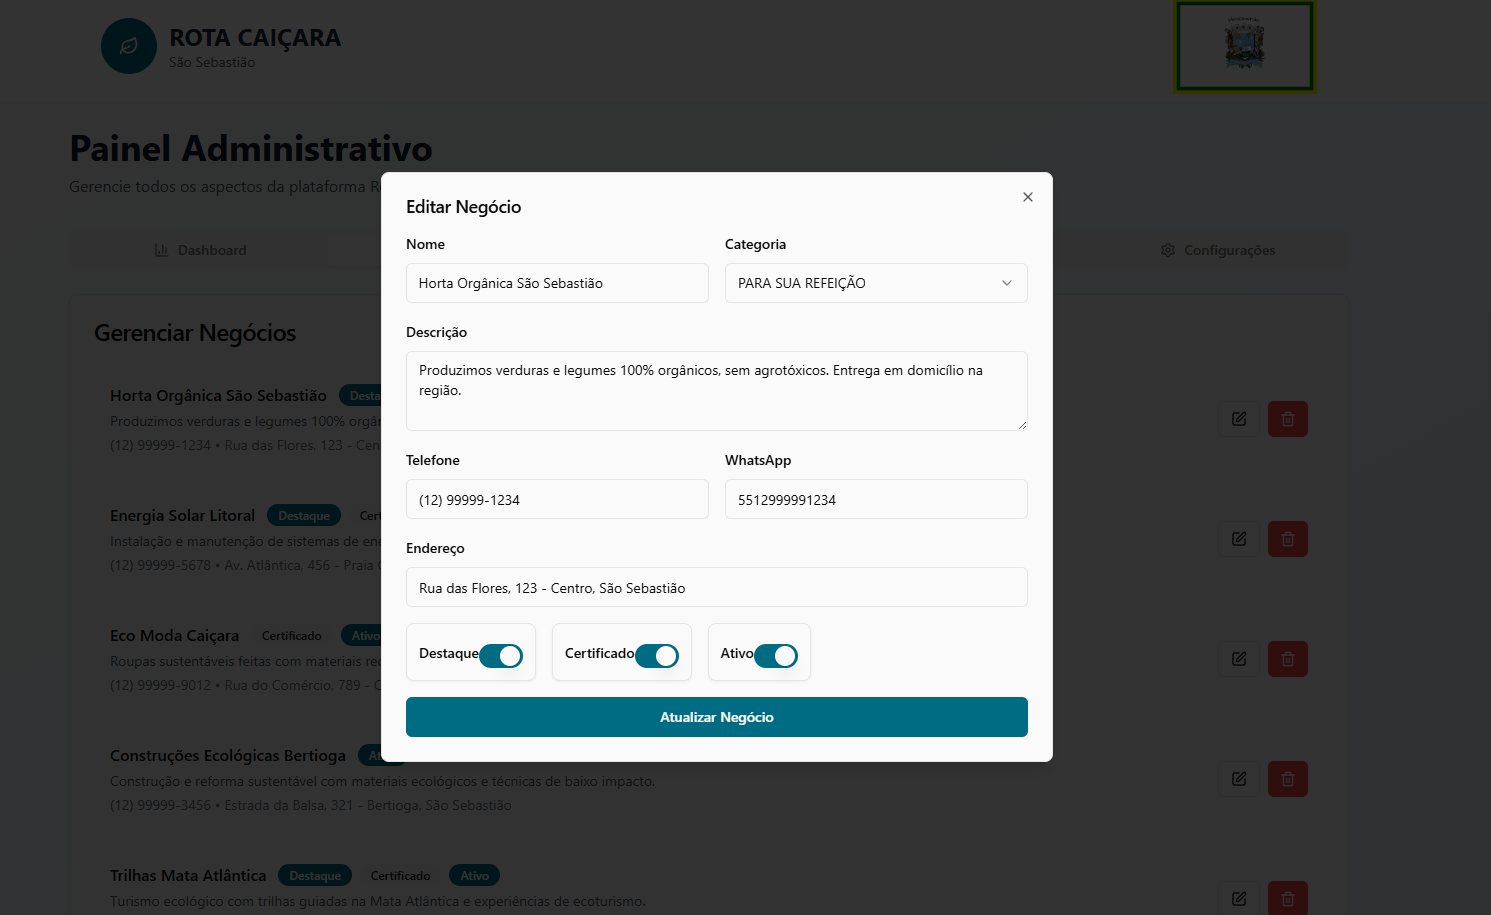 ROTA CAIÇARA
São Sebastião
Painel Administrativo
Gerencie todos os aspectos da plataforma R
Dashboard
Configurações
Gerenciar Negócios
Horta Orgânica São Sebastião Desta
Produzimos verduras e legumes 100% orgân
(12) 99999-1234 • Rua das Flores, 123 - Cen
Energia Solar Litoral Destaque Cert
Instalação e manutenção de sistemas de ene
(12) 99999-5678 • Av. Atlântica, 456 - Praia
Eco Moda Caiçara Certificado Ativo
Roupas sustentáveis feitas com materiais rec
(12) 99999-9012 • Rua do Comércio, 789 - C
Construções Ecológicas Bertioga At
Construção e reforma sustentável com materiais ecológicos e técnicas de baixo impacto.
(12) 99999-3456 • Estrada da Balsa, 321 - Bertioga, São Sebastião
Trilhas Mata Atlântica Destaque Certificado Ativo
Turismo ecológico com trilhas guiadas na Mata Atlântica e experiências de ecoturismo.
Editar Negócio
Nome
Categoria
Horta Orgânica São Sebastião
PARA SUA REFEIÇÃO
Descrição
Produzimos verduras e legumes 100% orgânicos, sem agrotóxicos. Entrega em domicílio na
região.
Telefone
WhatsApp
(12) 99999-1234
5512999991234
Endereço
Rua das Flores, 123 - Centro, São Sebastião
Destaque
Certificado
Ativo
Atualizar Negócio